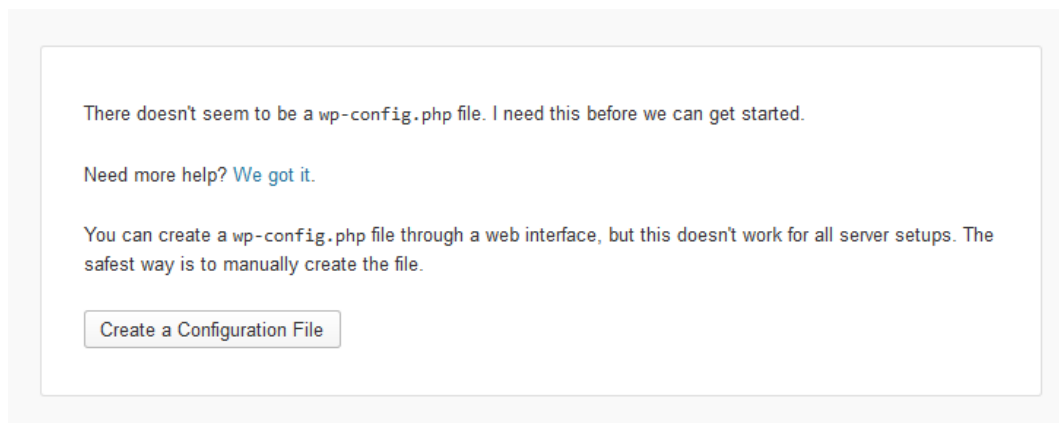 There doesn't seem to be a wp-config.php file. I need this before we can get started.
Need more help? We got it.
You can create a wp-config.php file through a web interface, but this doesn't work for all server setups. The
safest way is to manually create the file.
Create a Configuration File